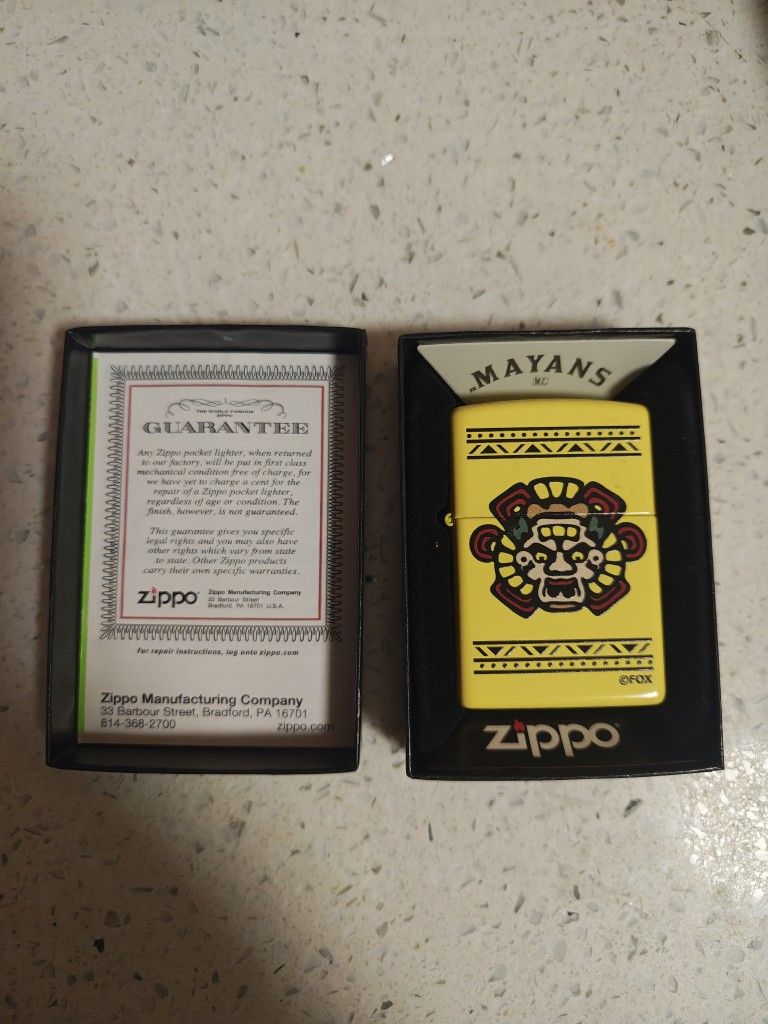 THE WORLD FAMOUS
ZIPPO
GUARANTEE
Any Zippo pocket lighter, when returned
to our factory, will be put in first class
mechanical condition free of charge, for
we have yet to charge a cent for the
repair of a Zippo pocket lighter,
regardless of age or condition. The
finish, however, is not guaranteed.
This guarantee gives you specific
legal rights and you may also have
other rights which vary from state
to state. Other Zippo products
carry their own specific warranties.
zippo
Zippo Manufacturing Company
33 Barbour Street
Bradford, PA 16701 U.S.A.
For repair instructions, log onto zippo.com
Zippo Manufacturing Company
33 Barbour Street, Bradford, PA 16701
814-368-2700 zippo.com
MAYANS
M.C.
©FOX
zippo